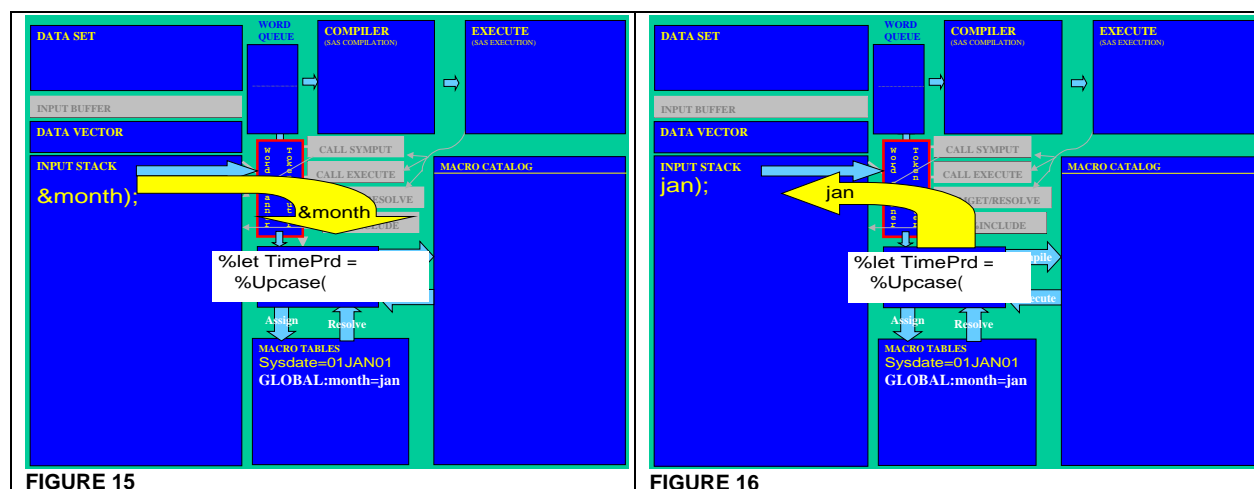 DATA SET
WORD
QUEUE
COMPILER
(SAS COMPILATION)
EXECUTE
(SAS EXECUTION)
INPUT BUFFER
DATA VECTOR
INPUT STACK
&month);
CALL SYMPUT
CALL EXECUTE
RESOLVE
&month
MACRO CATALOG
%let TimePrd =
%Upcase(
Assign
Resolve
MACRO TABLES
Sysdate=01JAN01
GLOBAL:month=jan
FIGURE 15
DATA SET
WORD
QUEUE
COMPILER
(SAS COMPILATION)
EXECUTE
(SAS EXECUTION)
INPUT BUFFER
DATA VECTOR
INPUT STACK
jan);
CALL SYMPUT
CALL EXECUTE
GET/RESOLVE
INCLUDE
jan
MACRO CATALOG
%let TimePrd =
%Upcase(
Assign
Resolve
MACRO TABLES
Sysdate=01JAN01
GLOBAL:month=jan
FIGURE 16